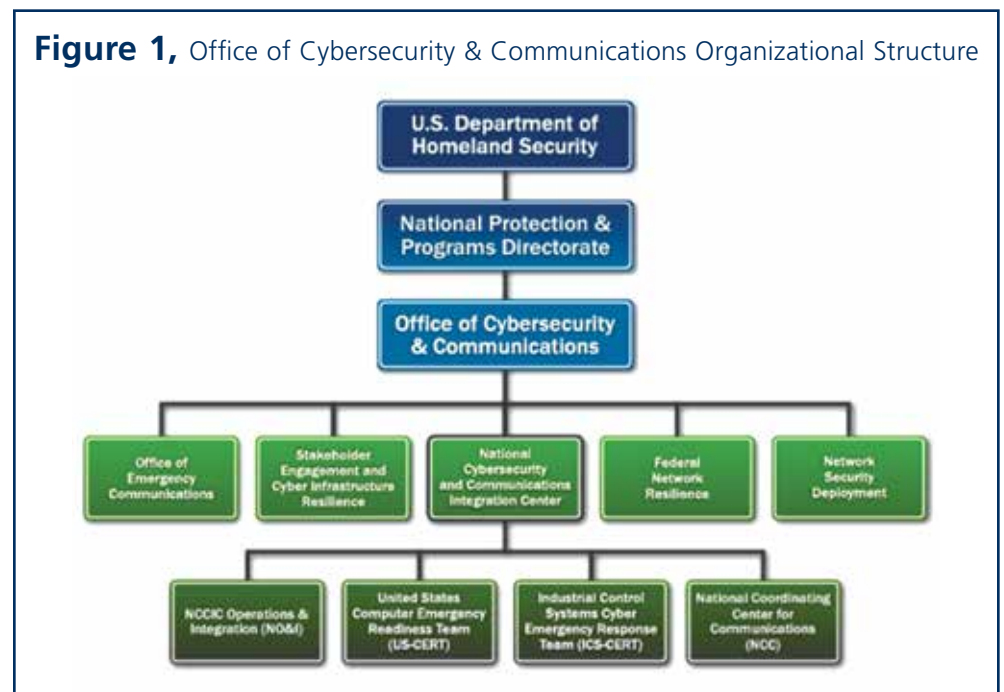 Figure 1, Office of Cybersecurity & Communications Organizational Structure
U.S. Department of
Homeland Security
National Protection &
Programs Directorate
Office of Cybersecurity
& Communications
Office of
Emergency
Communications
Stakeholder
Engagement and
Cyber Infrastructure
Resilience
National
Cybersecurity
and Communications
Integration Center
Federal
Network
Resilience
Network
Security
Deployment
NCCIC Operations &
Integration (NO&I)
United States
Computer Emergency
Readiness Team
(US-CERT)
Industrial Control
Systems Cyber
Emergency Response
Team (ICS-CERT)
National Coordinating
Center for
Communications
(NCC)